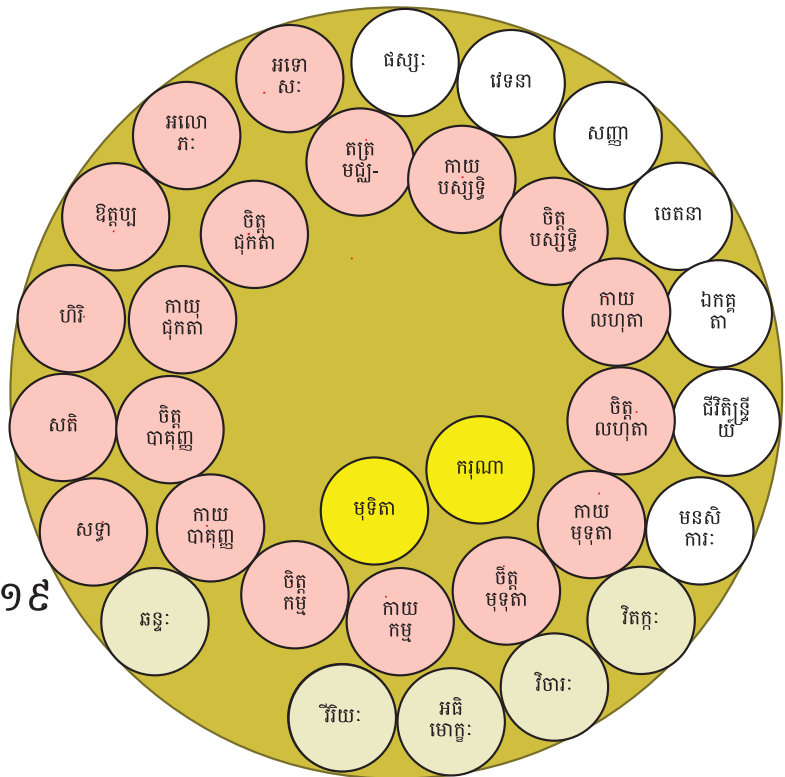 ផស្សៈ
វេទនា
សញ្ញា
ចេតនា
ឯកគ្គ
តា
ជីវិតិន្ទ្រី
យ៍
មនសិ
ការៈ
វិតក្កៈ
វិចារៈ
អធិ
មោក្ខៈ
វីរិយៈ
ឆន្ទៈ
សទ្ធា
សតិ
ហិរិ
ឱត្តប្ប
អលោ
ភៈ
អទោ
សៈ
តត្រ
មជ្ឈ-
កាយ
បស្សទ្ធិ
ចិត្ត
បស្សទ្ធិ
កាយ
លហុតា
ចិត្ត
លហុតា
កាយ
មុទុតា
ចិត្ត
មុទុតា
កាយ
កម្ម
ចិត្ត
កម្ម
កាយ
បាគុញ្ញ
ចិត្ត
បាគុញ្ញ
កាយុ
ជុកតា
ចិត្តុ
ជុកតា
ករុណា
មុទិតា
១៩